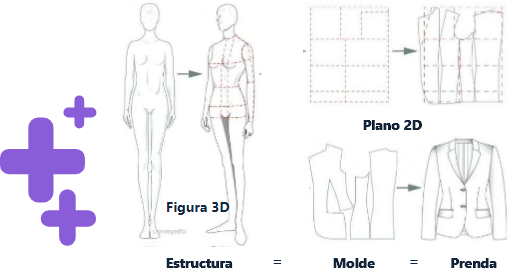 Plano 2D
Figura 3D
Estructura = Molde = Prenda